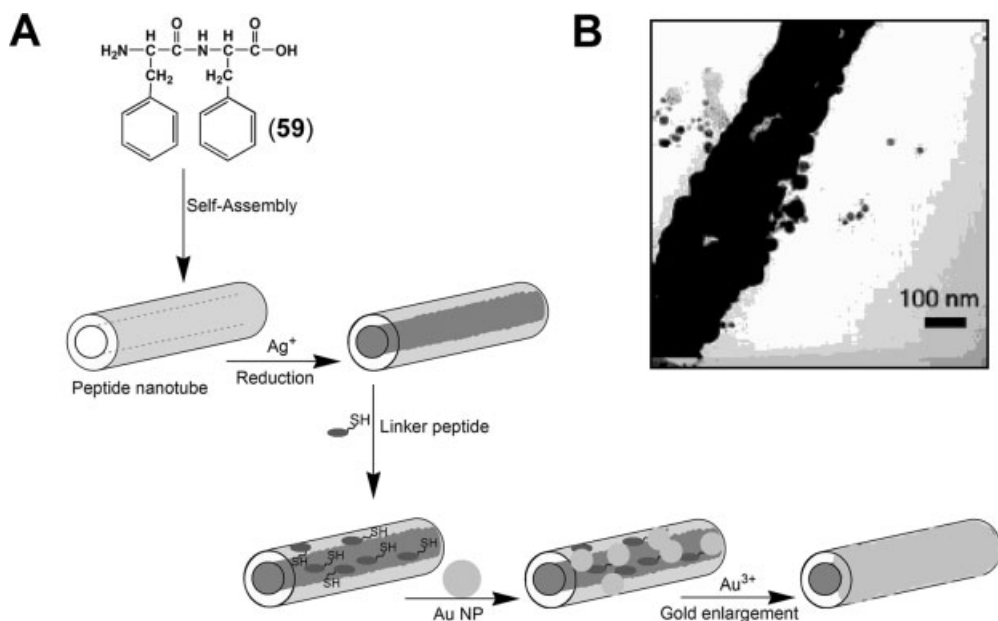 A
B
H
O
H
O
H₂N-C-C-N-C-C-OH
H
CH₂
H₂C
(59)
Self-Assembly
100 nm
Ag⁺
Reduction
Peptide nanotube
SH
Linker peptide
SH
SH
SH
SH
SH
SH
Au NP
Au³⁺
Gold enlargement